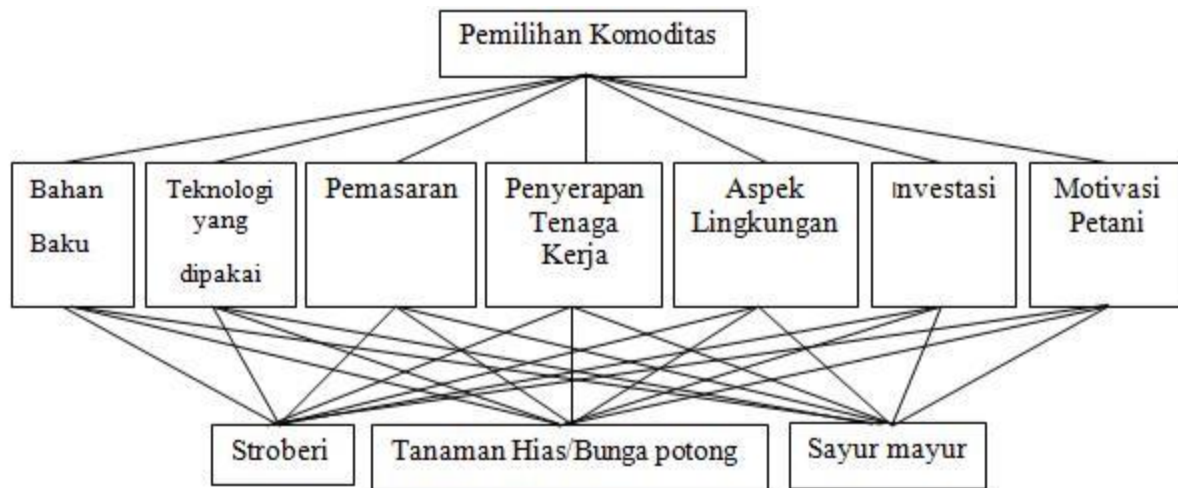 Pemilihan Komoditas
Bahan
Baku
Teknologi
yang
dipakai
Pemasaran
Penyerapan
Tenaga
Kerja
Aspek
Lingkungan
Investasi
Motivasi
Petani
Stroberi
Tanaman Hias/Bunga potong
Sayur mayur